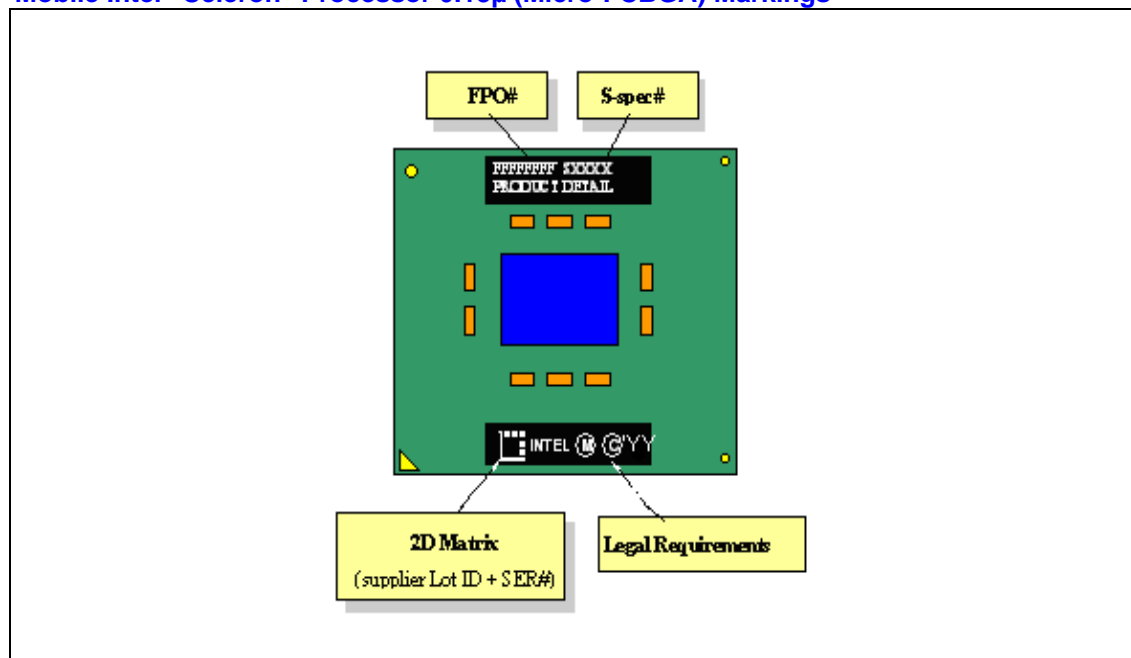 FPO#
S-spec#
FFFFFFFF SXXXX
PRODUCT DETAIL
INTEL Ⓜ ©'YY
2D Matrix
Legal Requirements
(supplier Lot ID + SER#)